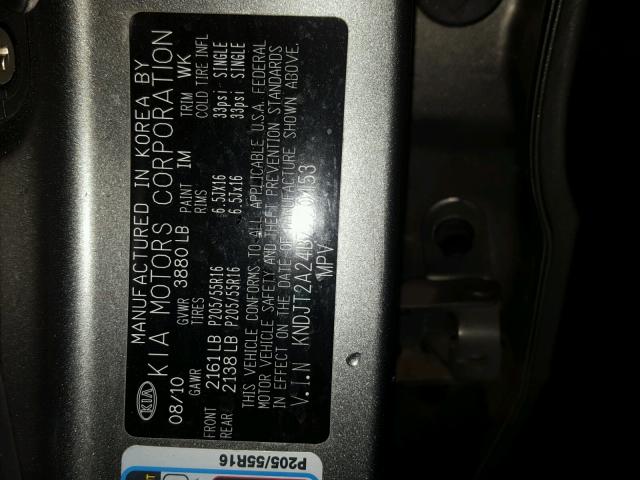 KIA
MANUFACTURED IN KOREA BY
KIA MOTORS CORPORATION
08/10 GVWR 3880 LB PAINT IM TRIM WK
GAWR TIRES RIMS COLD TIRE INFL
FRONT 2161LB P205/55R16 6.5JX16 33psi SINGLE
REAR 2138LB P205/55R16 6.5Jx16 33psi SINGLE
THIS VEHICLE CONFORMS TO ALL APPLICABLE U.S.A. FEDERAL
MOTOR VEHICLE SAFETY AND THEFT PREVENTION STANDARDS
IN EFFECT ON THE DATE OF MANUFACTURE SHOWN ABOVE.
V.I.N
MPV
P205/55R16